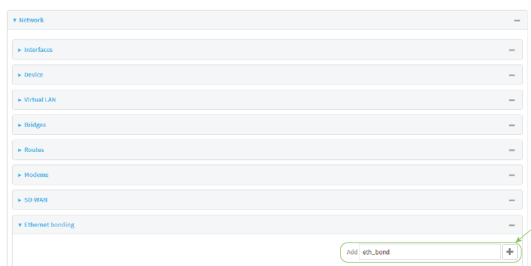 Network
Interfaces
Device
Virtual LAN
Bridges
Routes
Modems
SD-WAN
Ethernet bonding
Add eth_bond